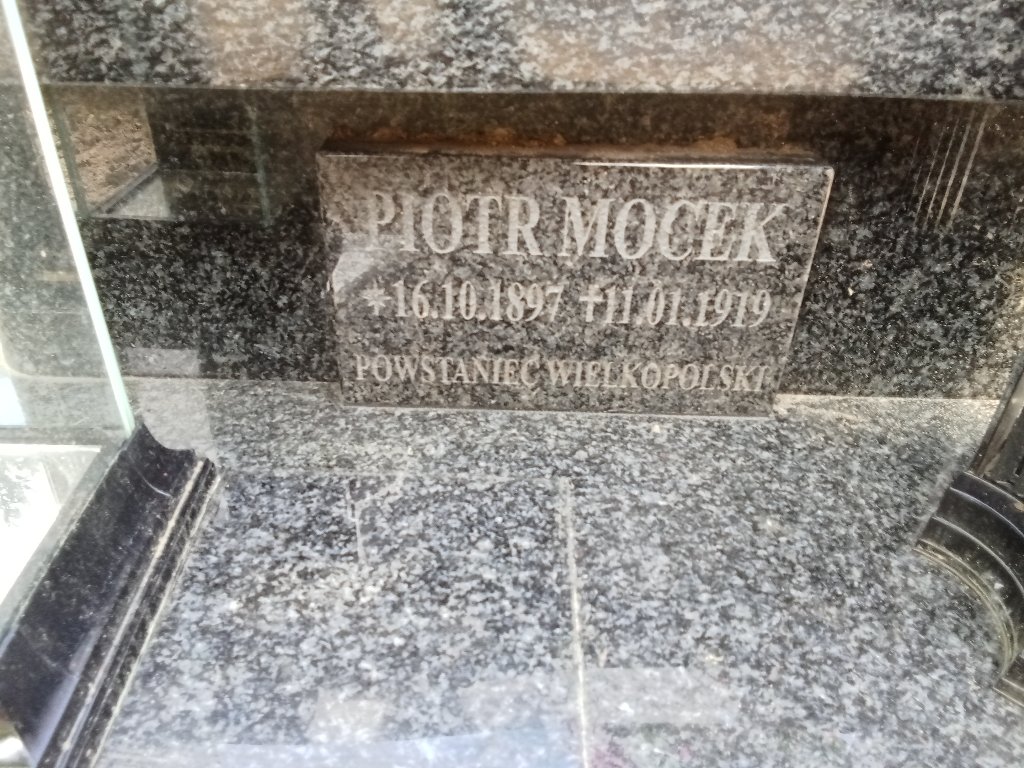 PIOTR MOCEK
*16.10.1897 †11.01.1919
POWSTANIEC WIELKOPOLSKI